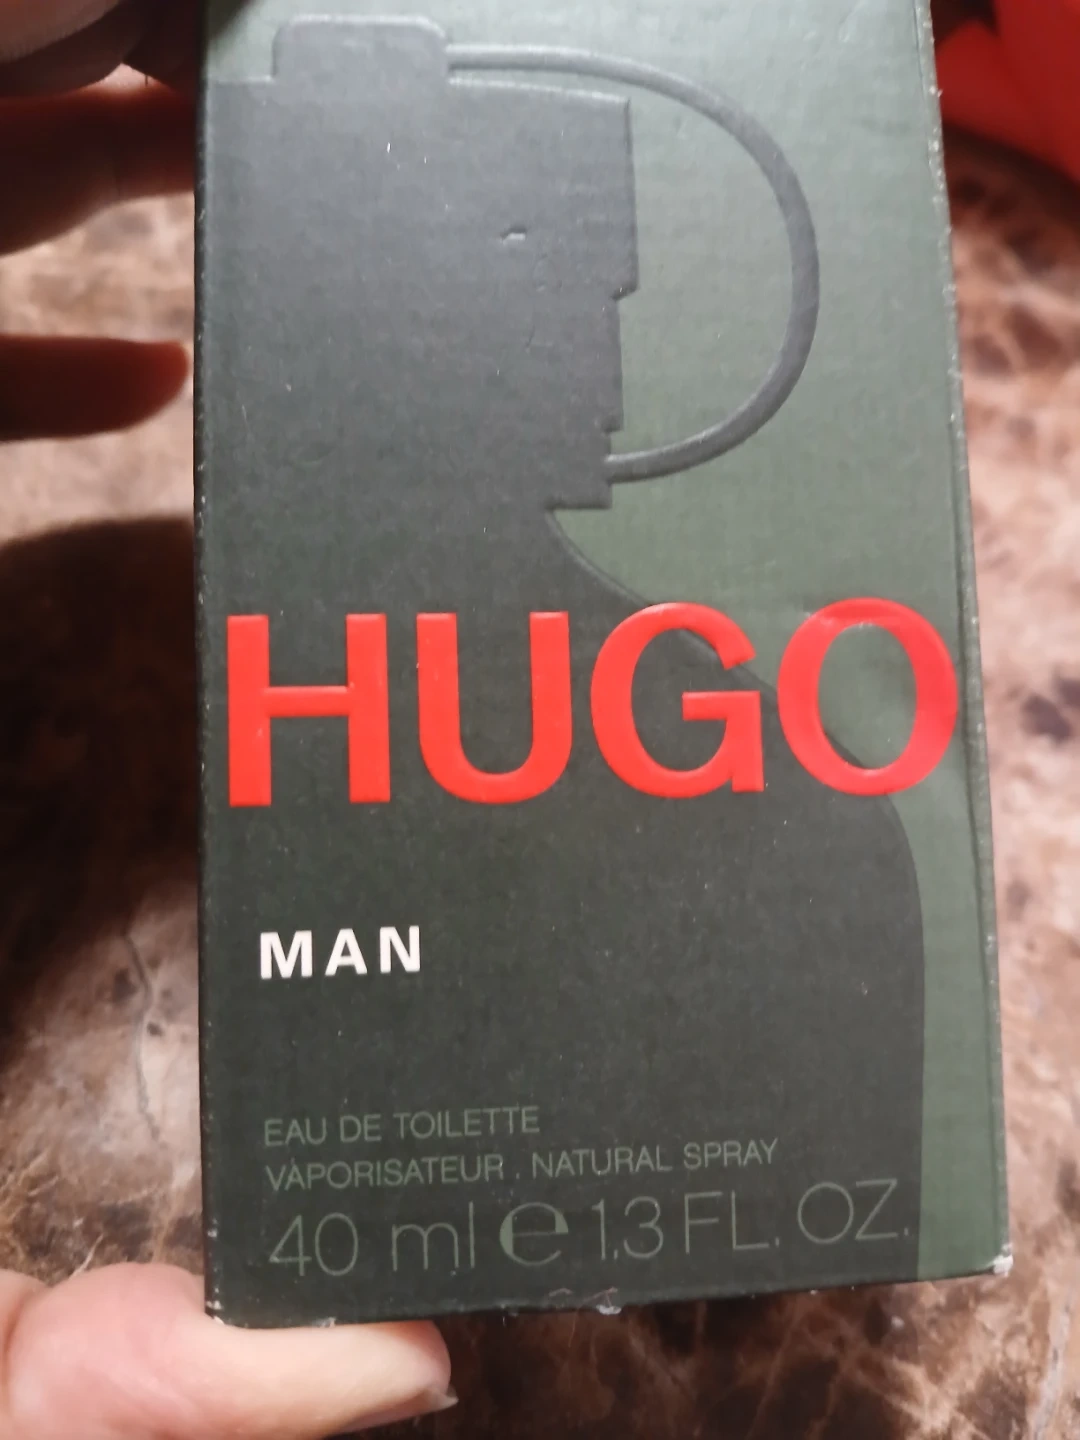 HUGO
MAN
EAU DE TOILETTE
VAPORISATEUR . NATURAL SPRAY
40 ml e 1.3 FL. OZ.